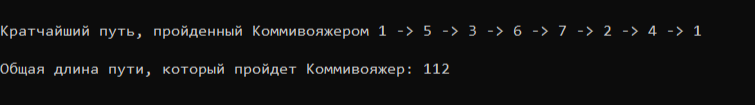 Кратчайший путь, пройденный Коммивояжером 1 -> 5 -> 3 -> 6 -> 7 -> 2 -> 4 -> 1
Общая длина пути, который пройдет Коммивояжер: 112